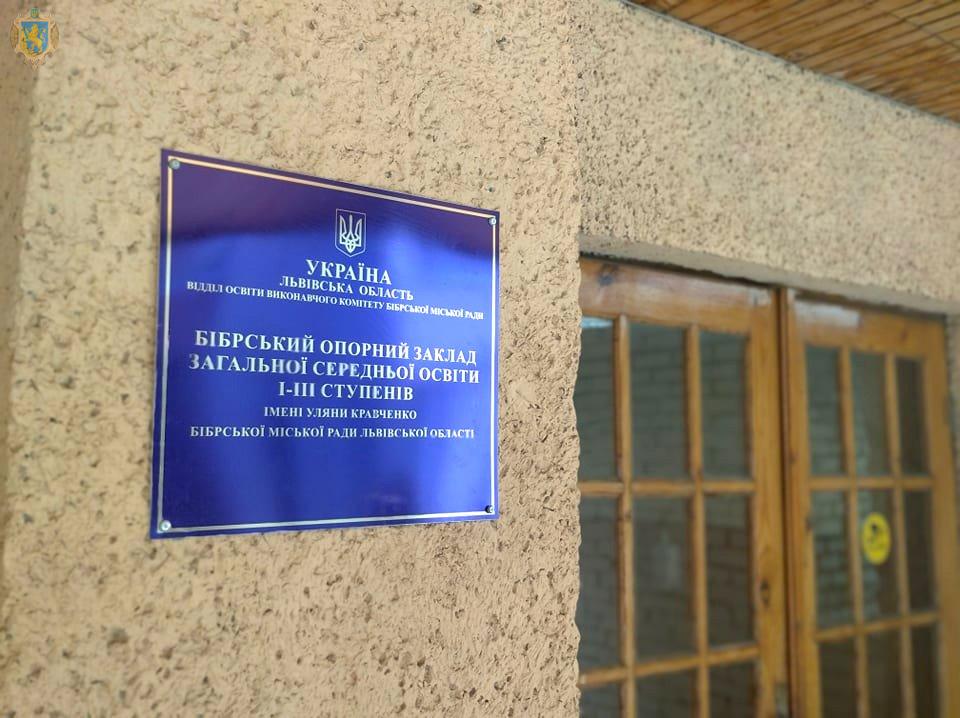 УКРАЇНА
ЛЬВІВСЬКА ОБЛАСТЬ
ВІДДІЛ ОСВІТИ ВИКОНАВЧОГО КОМІТЕТУ БІБРСЬКОЇ МІСЬКОЇ РАДИ
БІБРСЬКИЙ ОПОРНИЙ ЗАКЛАД
ЗАГАЛЬНОЇ СЕРЕДНЬОЇ ОСВІТИ
І-ІІІ СТУПЕНІВ
ІМЕНІ УЛЯНИ КРАВЧЕНКО
БІБРСЬКОЇ МІСЬКОЇ РАДИ ЛЬВІВСЬКОЇ ОБЛАСТІ